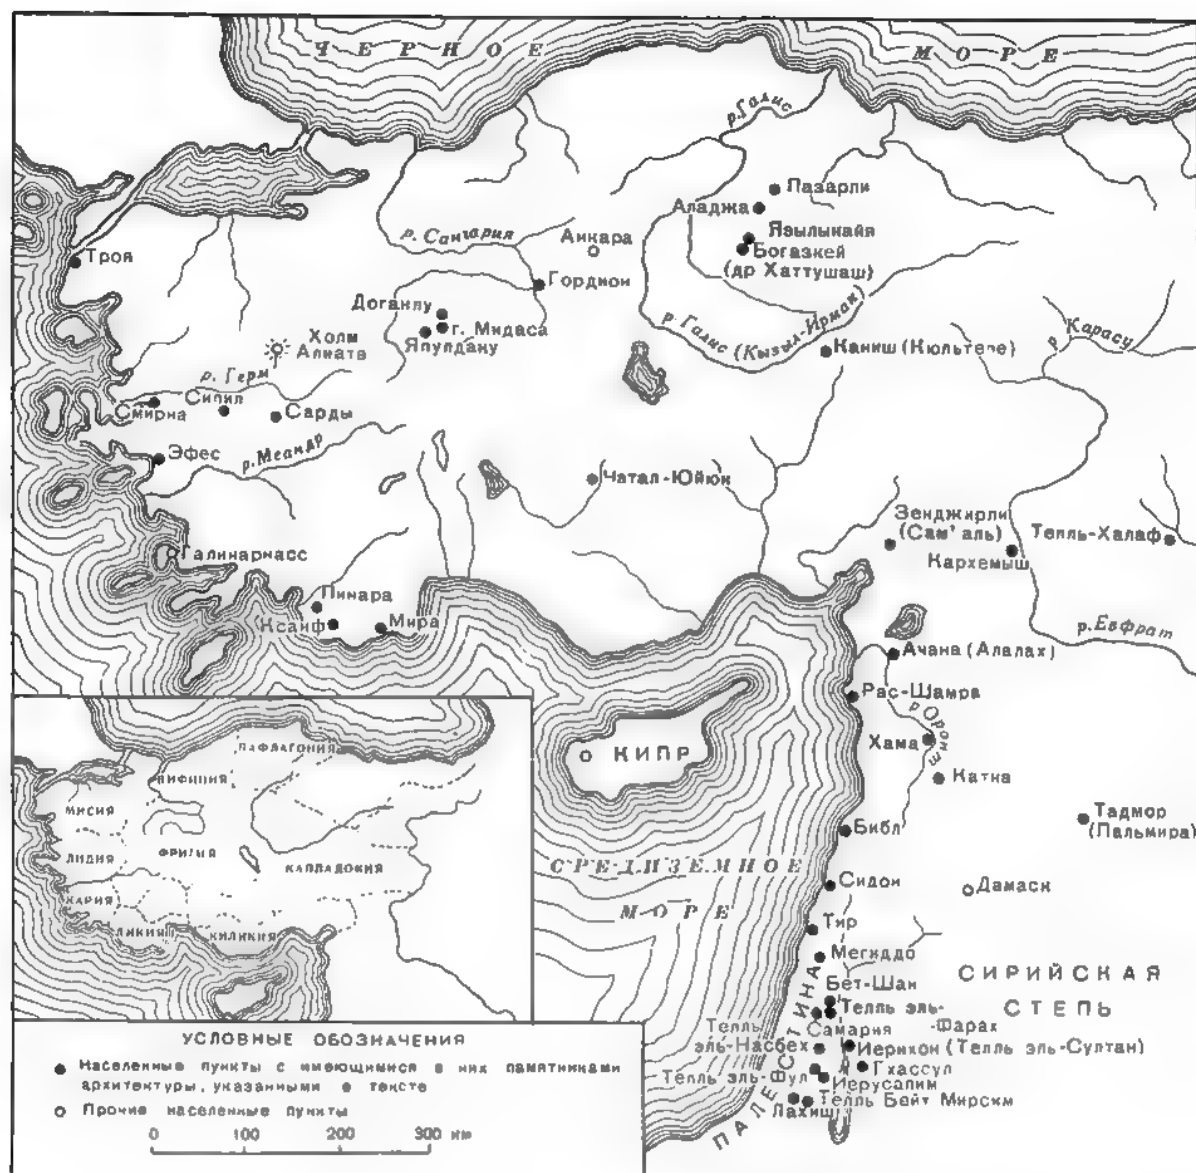 ЧЕРНОЕ МОРЕ
р. Галис
Пазарли
Аладжа
Язылыкайя
Богазкей
(др Хаттушаш)
р. Сангария
Анкара
Троя
Гордион
Доганлу
г. Мидаса
Япулдаку
Холм
Алиатв
р. Галис (Кызыл-Ирмак)
Каниш (Кюльтепе)
р Карасу
р. Герм
Смирна
Сипил
Сарды
Эфес
р. Меандр
Чатал-Юйюк
Зенджирли
(Сам'аль)
Телль-Халаф
Кархемыш
Галикарнасс
Пинара
Ксанф
Мира
р. Евфрат
Ачана (Алалах)
Рас-Шамра
р Оронт
Хама
КИПР
Катна
Тадмор
(Пальмира)
Библ
СРЕДИЗЕМНОЕ
МОРЕ
Сидон
Дамаск
Тир
Мегиддо
СИРИЙСКАЯ
СТЕПЬ
ПАЛЕСТИНА
Бет-Шан
Телль эль-
-Фарах
Самария
Телль
эль-Насбех
Иерихон (Телль эль-Султан)
Гхассул
Телль эль-Фул
Иерусалим
Телль Бейт Мирсим
Лахиш
ПАФЛАГОНИЯ
ВИФИНИЯ
МИСИЯ
ЛИДИЯ
ФРИГИЯ
КАППАДОКИЯ
КАРИЯ
ЛИКИЯ
КИЛИКИЯ
УСЛОВНЫЕ ОБОЗНАЧЕНИЯ
Населенные пункты с имеющимися в них памятниками
архитектуры, указанными в тексте
Прочие населенные пункты
0 100 200 300 км